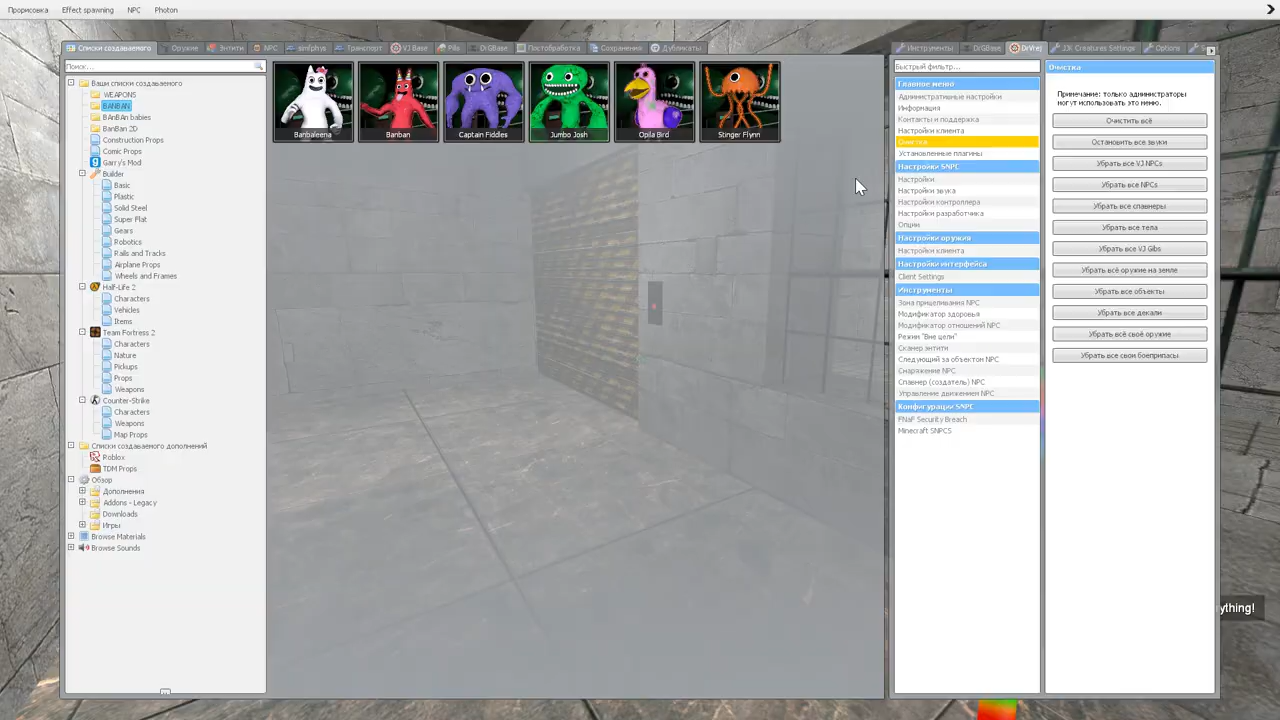 Прорисовка Effect spawning NPC Photon
Списки создаваемого Оружие Энтити NPC simfphys Транспорт VJ Base Pills DrGBase Постобработка Сохранения Дубликаты
Инструменты DrGBase DrVrej JJK Creatures Settings Options
Поиск...
Ваши списки создаваемого
WEAPONS
BANBAN
BAnBAn babies
BanBan 2D
Construction Props
Comic Props
Garry's Mod
Builder
Basic
Plastic
Solid Steel
Super Flat
Gears
Robotics
Rails and Tracks
Airplane Props
Wheels and Frames
Half-Life 2
Characters
Vehicles
Items
Team Fortress 2
Characters
Nature
Pickups
Props
Weapons
Counter-Strike
Characters
Weapons
Map Props
Списки создаваемого дополнений
Roblox
TDM Props
Обзор
Дополнения
Addons - Legacy
Downloads
Игры
Browse Materials
Browse Sounds
Banbaleena Banban Captain Fiddles Jumbo Josh Opila Bird Stinger Flynn
Быстрый фильтр...
Главное меню
Административные настройки
Информация
Контакты и поддержка
Настройки клиента
Очистка
Установленные плагины
Настройки SNPC
Настройки
Настройки звука
Настройки контроллера
Настройки разработчика
Опции
Настройки оружия
Настройки клиента
Настройки интерфейса
Client Settings
Инструменты
Зона прицеливания NPC
Модификатор здоровья
Модификатор отношений NPC
Режим "Вне цели"
Сканер энтити
Следующий за объектом NPC
Снаряжение NPC
Спавнер (создатель) NPC
Управление движением NPC
Конфигурации SNPC
FNaF Security Breach
Minecraft SNPCS
Очистка
Примечание: только администраторы
могут использовать это меню.
Очистить всё
Остановить все звуки
Убрать все VJ NPCs
Убрать все NPCs
Убрать все спавнеры
Убрать все тела
Убрать все VJ Gibs
Убрать всё оружие на земле
Убрать все объекты
Убрать все декали
Убрать всё своё оружие
Убрать все свои боеприпасы
ything!